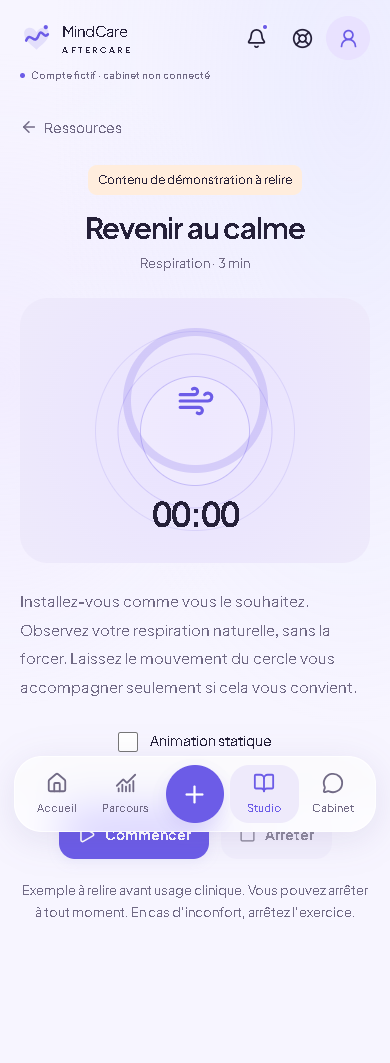 MindCare
AFTERCARE
Compte fictif · cabinet non connecté
Ressources
Contenu de démonstration à relire
Revenir au calme
Respiration · 3 min
00:00
Installez-vous comme vous le souhaitez.
Observez votre respiration naturelle, sans la
forcer. Laissez le mouvement du cercle vous
accompagner seulement si cela vous convient.
Animation statique
Accueil
Parcours
Studio
Cabinet
Commencer
Arrêter
Exemple à relire avant usage clinique. Vous pouvez arrêter
à tout moment. En cas d'inconfort, arrêtez l'exercice.